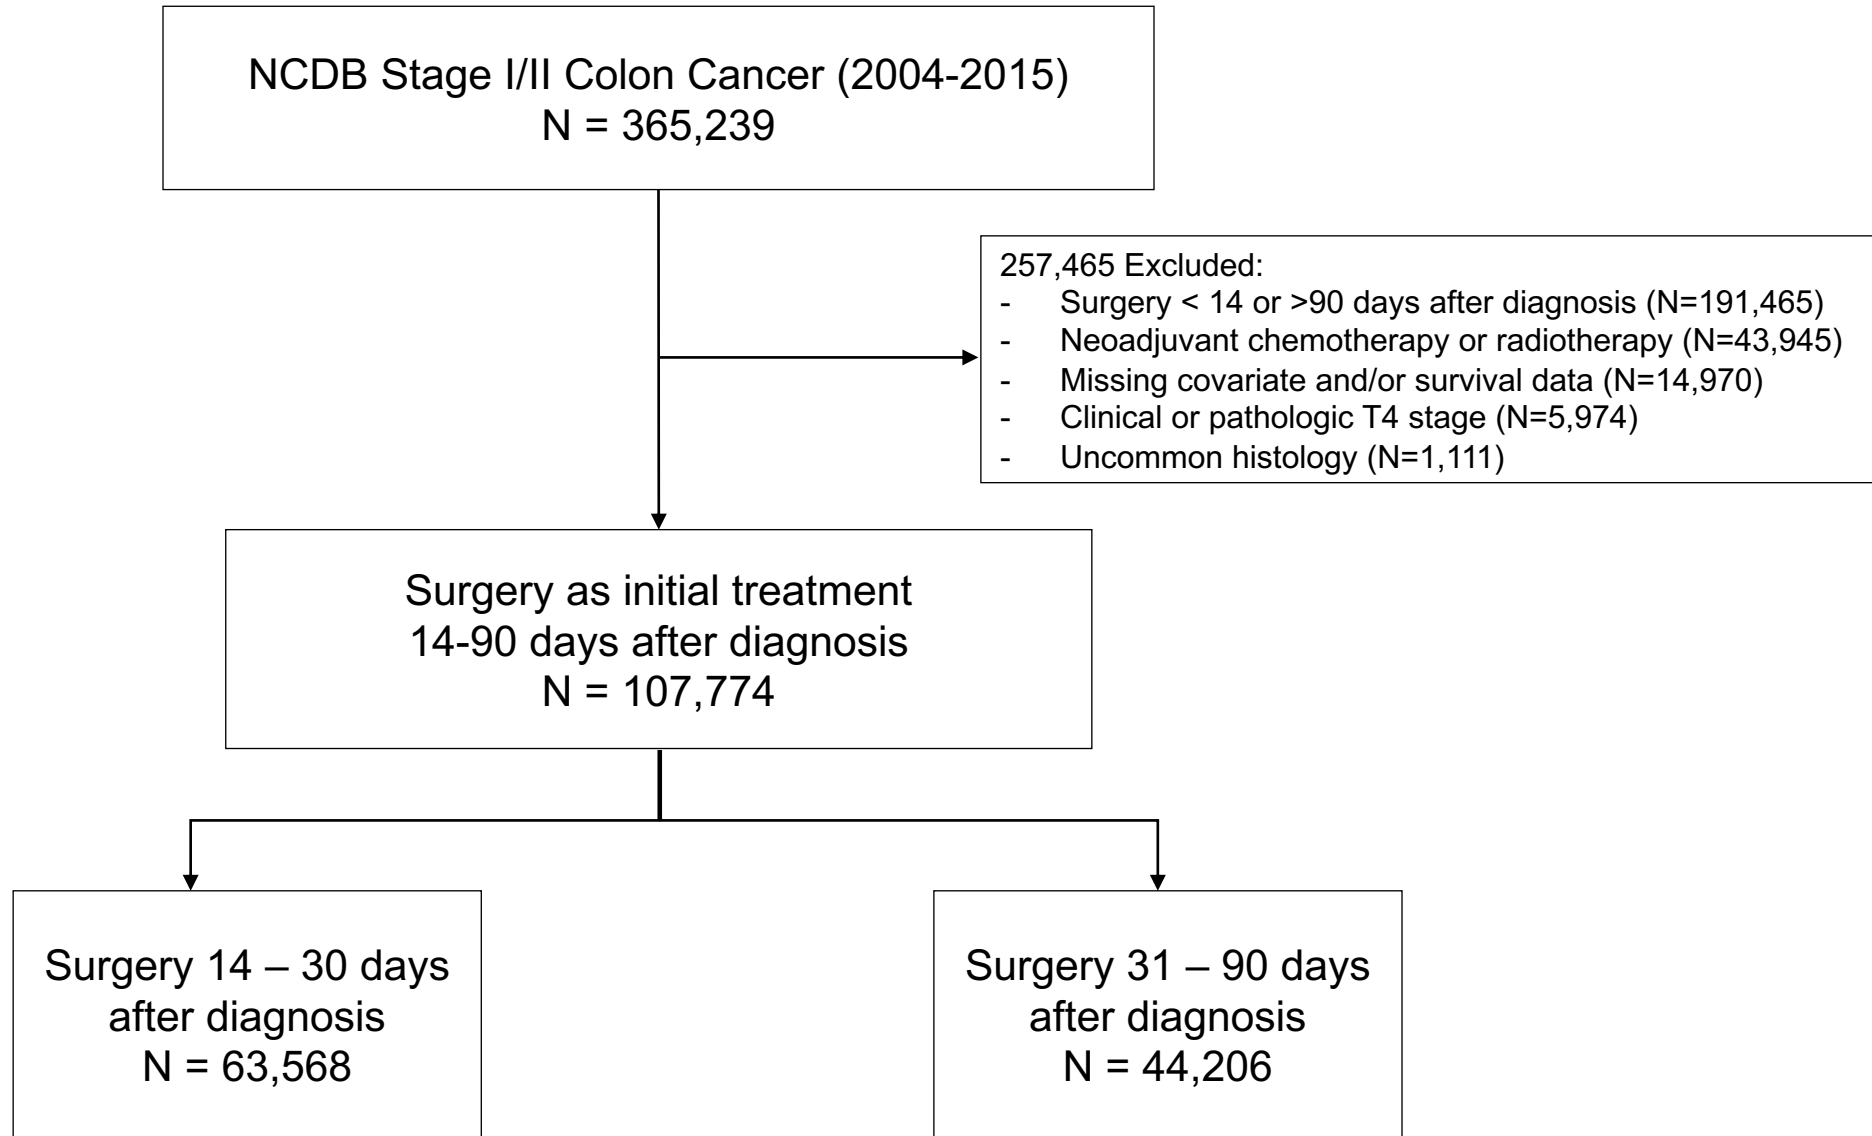 NCDB Stage I/II Colon Cancer (2004-2015)
N = 365,239
257,465 Excluded:
- Surgery < 14 or >90 days after diagnosis (N=191,465)
- Neoadjuvant chemotherapy or radiotherapy (N=43,945)
- Missing covariate and/or survival data (N=14,970)
- Clinical or pathologic T4 stage (N=5,974)
- Uncommon histology (N=1,111)
Surgery as initial treatment
14-90 days after diagnosis
N = 107,774
Surgery 14 – 30 days
after diagnosis
N = 63,568
Surgery 31 – 90 days
after diagnosis
N = 44,206